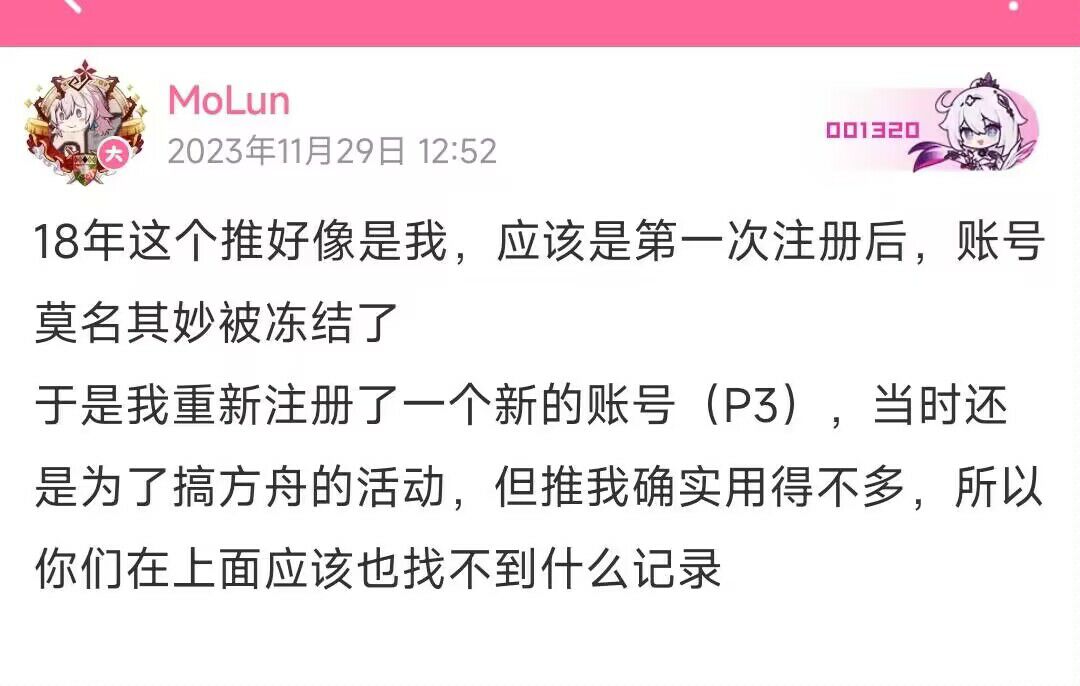 MoLun
2023年11月29日 12:52
001320
大
18年这个推好像是我，应该是第一次注册后，账号
莫名其妙被冻结了
于是我重新注册了一个新的账号（P3），当时还
是为了搞方舟的活动，但推我确实用得不多，所以
你们在上面应该也找不到什么记录